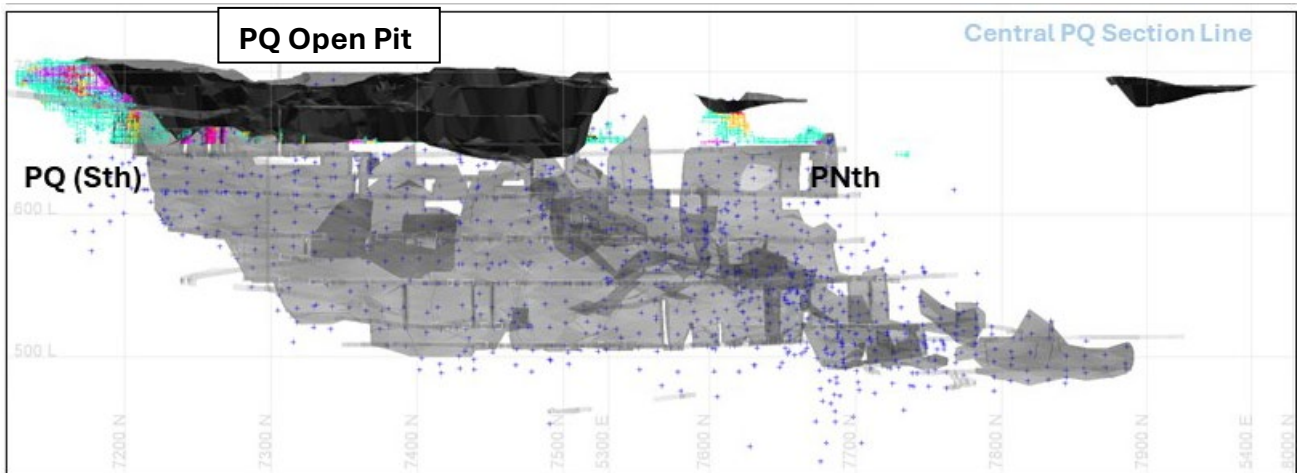 PQ Open Pit
Central PQ Section Line
PQ (Sth)
PNth
600 L
500 L
7200 N
7300 N
7400 N
7500 N
5300 E
7600 N
7700 N
7800 N
7900 N
5400 E
8000 N